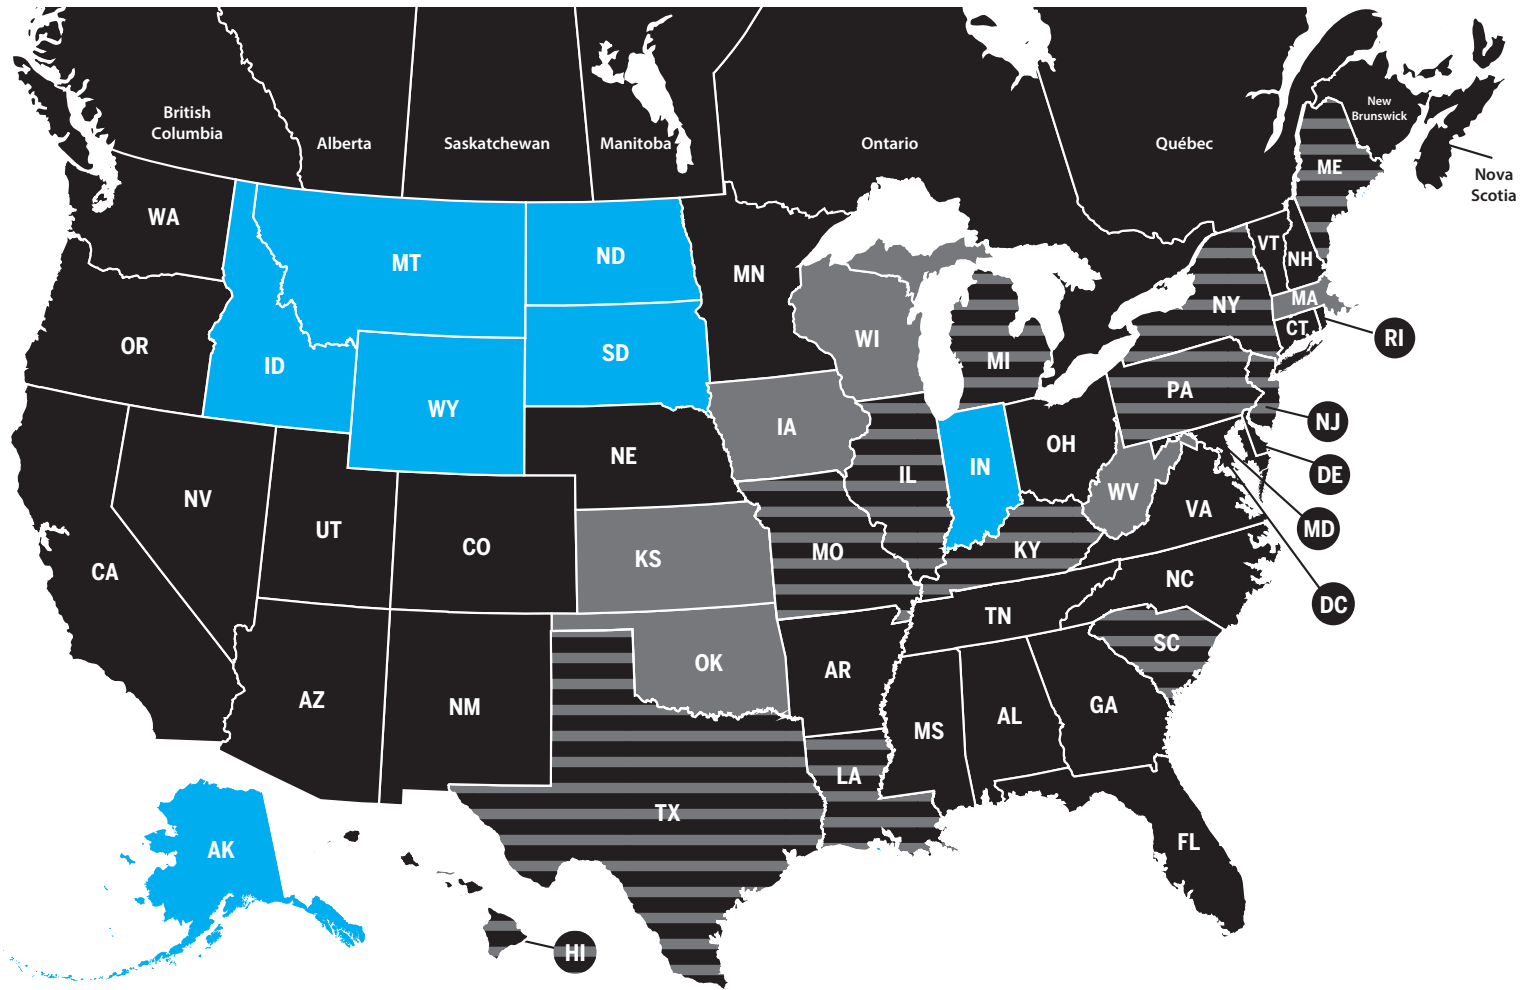 British
Columbia
Alberta
Saskatchewan
Manitoba
Ontario
Québec
New
Brunswick
Nova
Scotia
WA
MT
ND
MN
ME
VT
NH
OR
ID
SD
WI
MI
NY
MA
CT
RI
WY
IA
PA
NJ
NE
IL
IN
OH
WV
DE
NV
UT
CO
KS
MO
KY
VA
MD
CA
NC
DC
AZ
NM
OK
AR
TN
SC
MS
AL
GA
TX
LA
FL
AK
HI